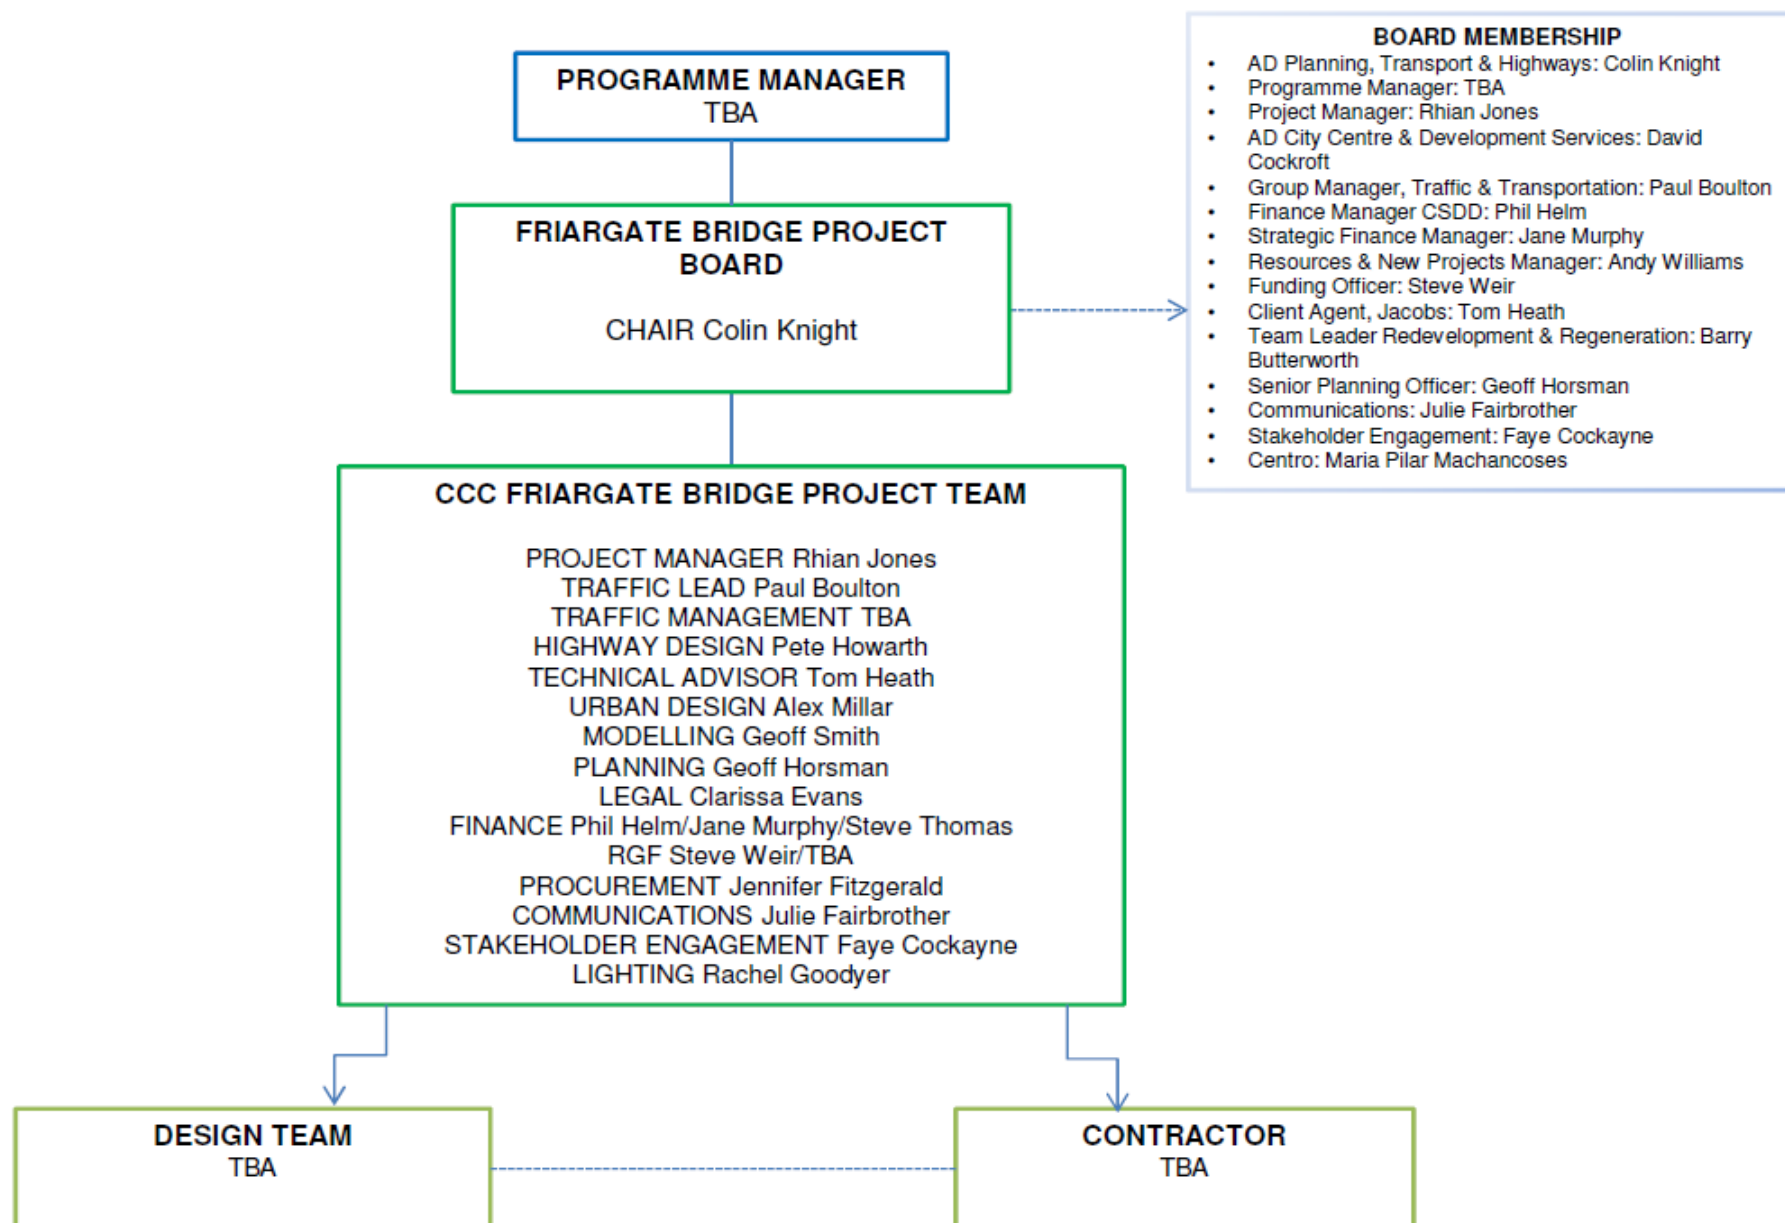 PROGRAMME MANAGER
TBA
FRIARGATE BRIDGE PROJECT
BOARD
CHAIR Colin Knight
BOARD MEMBERSHIP
• AD Planning, Transport & Highways: Colin Knight
• Programme Manager: TBA
• Project Manager: Rhian Jones
• AD City Centre & Development Services: David
Cockroft
• Group Manager, Traffic & Transportation: Paul Boulton
• Finance Manager CSDD: Phil Helm
• Strategic Finance Manager: Jane Murphy
• Resources & New Projects Manager: Andy Williams
• Funding Officer: Steve Weir
• Client Agent, Jacobs: Tom Heath
• Team Leader Redevelopment & Regeneration: Barry
Butterworth
• Senior Planning Officer: Geoff Horsman
• Communications: Julie Fairbrother
• Stakeholder Engagement: Faye Cockayne
• Centro: Maria Pilar Machancoses
CCC FRIARGATE BRIDGE PROJECT TEAM
PROJECT MANAGER Rhian Jones
TRAFFIC LEAD Paul Boulton
TRAFFIC MANAGEMENT TBA
HIGHWAY DESIGN Pete Howarth
TECHNICAL ADVISOR Tom Heath
URBAN DESIGN Alex Millar
MODELLING Geoff Smith
PLANNING Geoff Horsman
LEGAL Clarissa Evans
FINANCE Phil Helm/Jane Murphy/Steve Thomas
RGF Steve Weir/TBA
PROCUREMENT Jennifer Fitzgerald
COMMUNICATIONS Julie Fairbrother
STAKEHOLDER ENGAGEMENT Faye Cockayne
LIGHTING Rachel Goodyer
DESIGN TEAM
TBA
CONTRACTOR
TBA